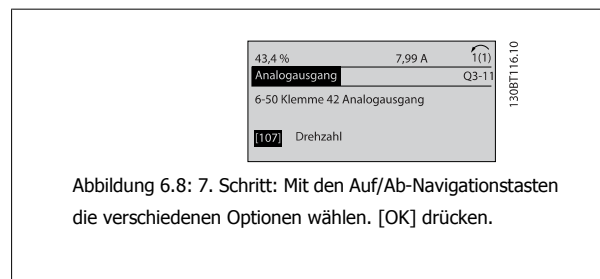 43,4 % 7,99 A 1(1)
Analogausgang Q3-11
6-50 Klemme 42 Analogausgang
[107] Drehzahl
130BT116.10
Abbildung 6.8: 7. Schritt: Mit den Auf/Ab-Navigationstasten
die verschiedenen Optionen wählen. [OK] drücken.